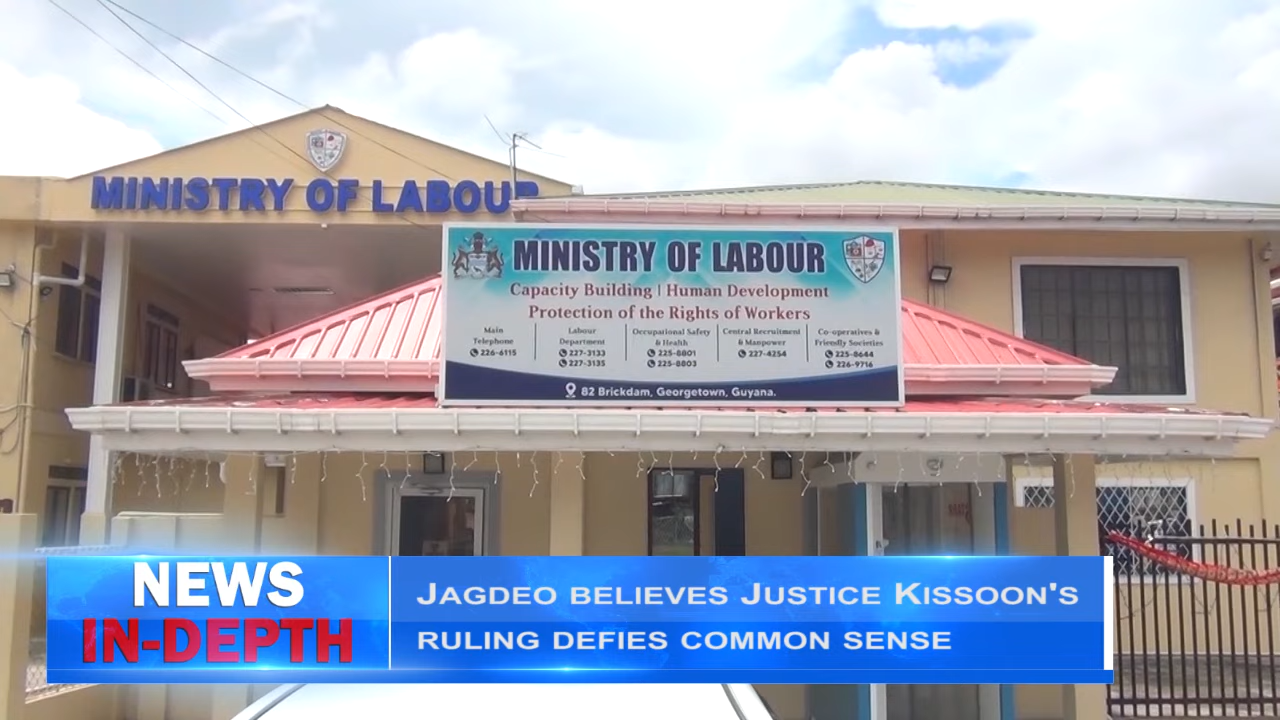 MINISTRY OF LABOUR
MINISTRY OF LABOUR
Capacity Building | Human Development
Protection of the Rights of Workers
Main Telephone
226-6115
Labour Department
227-3133
227-3135
Occupational Safety & Health
225-8801
225-8803
Central Recruitment & Manpower
227-4254
Co-operatives & Friendly Societies
225-8644
226-9716
82 Brickdam, Georgetown, Guyana.
NEWS
IN-DEPTH
JAGDEO BELIEVES JUSTICE KISSOON'S
RULING DEFIES COMMON SENSE